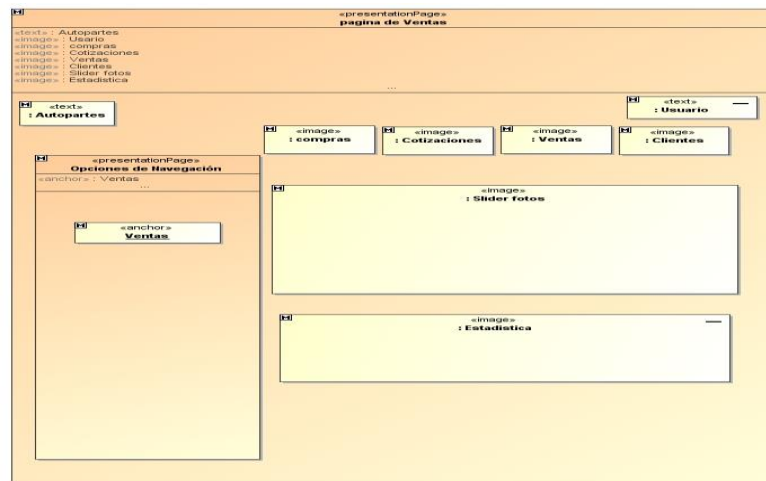 «presentationPage»
pagina de Ventas
«text» : Autopartes
«image» : Usario
«image» : compras
«image» : Cotizaciones
«image» : Ventas
«image» : Clientes
«image» : Slider fotos
«image» : Estadistica
...
«text»
: Autopartes
«text»
: Usuario
«image»
: compras
«image»
: Cotizaciones
«image»
: Ventas
«image»
: Clientes
«presentationPage»
Opciones de Navegación
«anchor» : Ventas
...
«anchor»
Ventas
«image»
: Slider fotos
«image»
: Estadistica